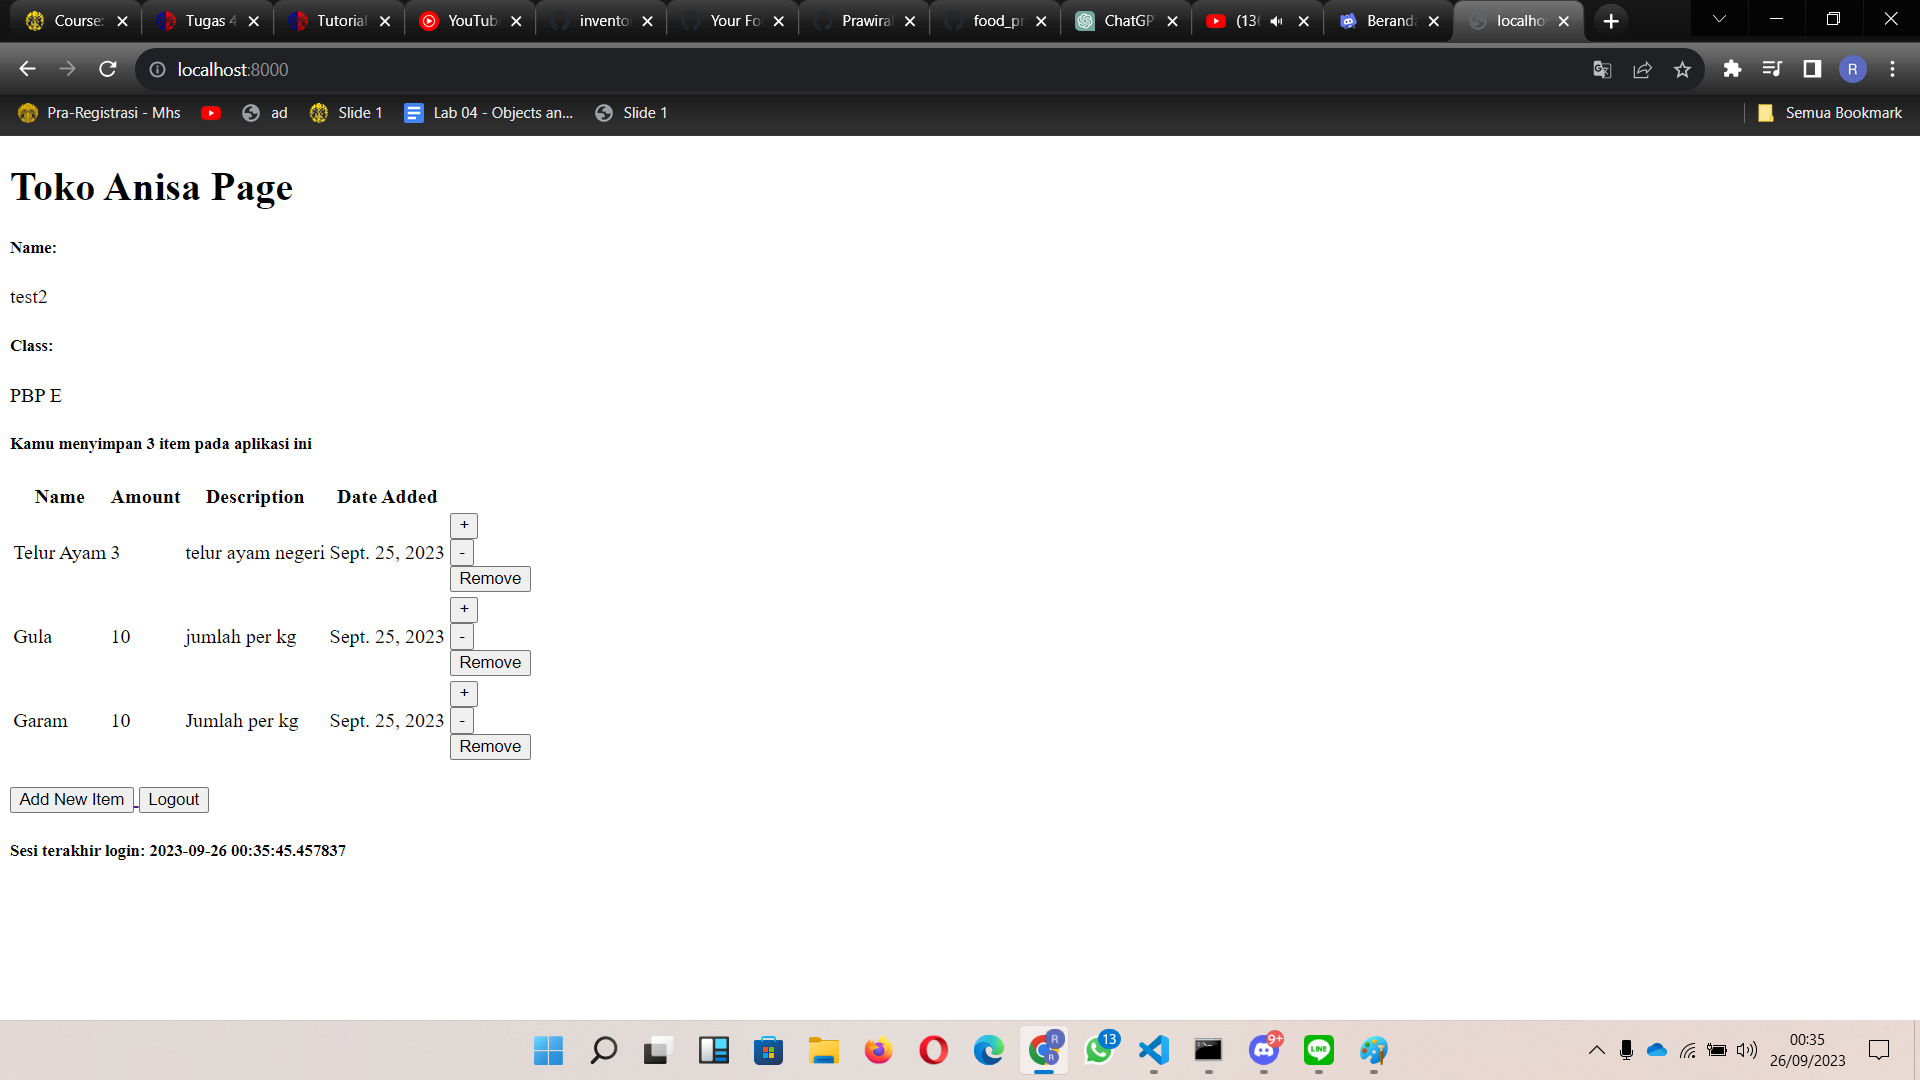 Course: Tugas 4 Tutorial YouTub invento Your Fo Prawiral food_pr ChatGP (13 Beranda localho
localhost:8000
Pra-Registrasi - Mhs ad Slide 1 Lab 04 - Objects an... Slide 1 Semua Bookmark
Toko Anisa Page
Name:
test2
Class:
PBP E
Kamu menyimpan 3 item pada aplikasi ini
Name Amount Description Date Added
+
Telur Ayam 3 telur ayam negeri Sept. 25, 2023 -
Remove
+
Gula 10 jumlah per kg Sept. 25, 2023 -
Remove
+
Garam 10 Jumlah per kg Sept. 25, 2023 -
Remove
Add New Item Logout
Sesi terakhir login: 2023-09-26 00:35:45.457837
R
R
13
9+
LINE
00:35
26/09/2023